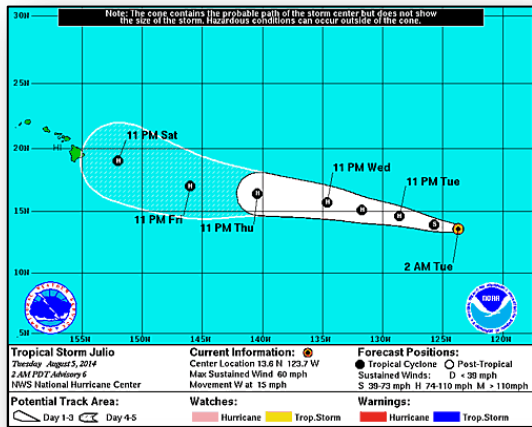 Note: The cone contains the probable path of the storm center but does not show
the size of the storm. Hazardous conditions can occur outside of the cone.
30N
25N
20N
15N
10N
5N
HI
11 PM Sat
11 PM Fri
11 PM Thu
11 PM Wed
11 PM Tue
2 AM Tue
H
H
H
H
H
H
S
155W
150W
145W
140W
135W
130W
125W
NOAA
Tropical Storm Julio
Tuesday August 5, 2014
2 AM PDT Advisory 6
NWS National Hurricane Center
Current Information:
Center Location 13.6 N 123.7 W
Max Sustained Wind 60 mph
Movement W at 15 mph
Forecast Positions:
Tropical Cyclone Post-Tropical
Sustained Winds: D < 39 mph
S 39-73 mph H 74-110 mph M > 110mph
Potential Track Area:
Day 1-3 Day 4-5
Watches:
Hurricane Trop.Storm
Warnings:
Hurricane Trop.Storm